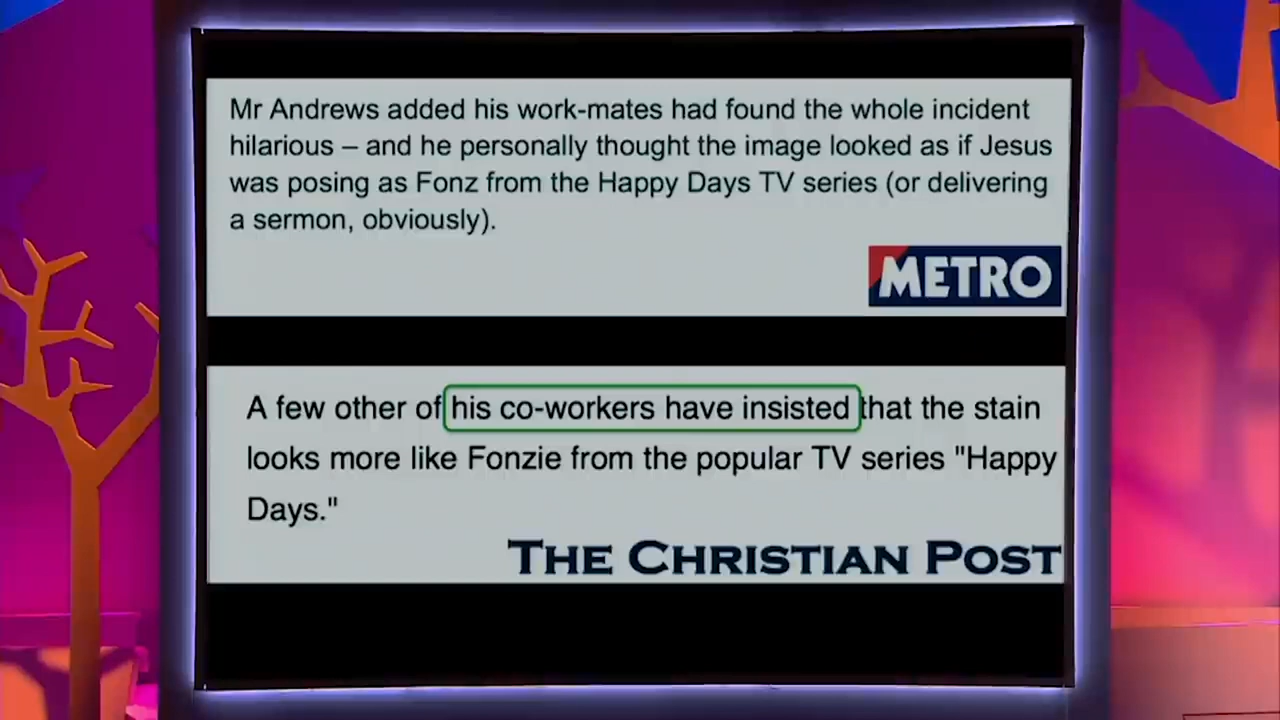 Mr Andrews added his work-mates had found the whole incident
hilarious – and he personally thought the image looked as if Jesus
was posing as Fonz from the Happy Days TV series (or delivering
a sermon, obviously).
METRO
A few other of his co-workers have insisted that the stain
looks more like Fonzie from the popular TV series "Happy
Days."
THE CHRISTIAN POST